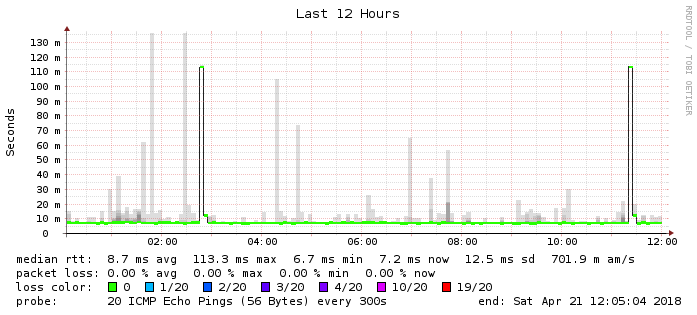 Last 12 Hours
RRDTOOL / TOBI OETIKER
Seconds
130 m
120 m
110 m
100 m
90 m
80 m
70 m
60 m
50 m
40 m
30 m
20 m
10 m
0
02:00 04:00 06:00 08:00 10:00 12:00
median rtt: 8.7 ms avg 113.3 ms max 6.7 ms min 7.2 ms now 12.5 ms sd 701.9 m am/s
packet loss: 0.00 % avg 0.00 % max 0.00 % min 0.00 % now
loss color: 0 1/20 2/20 3/20 4/20 10/20 19/20
probe: 20 ICMP Echo Pings (56 Bytes) every 300s end: Sat Apr 21 12:05:04 2018